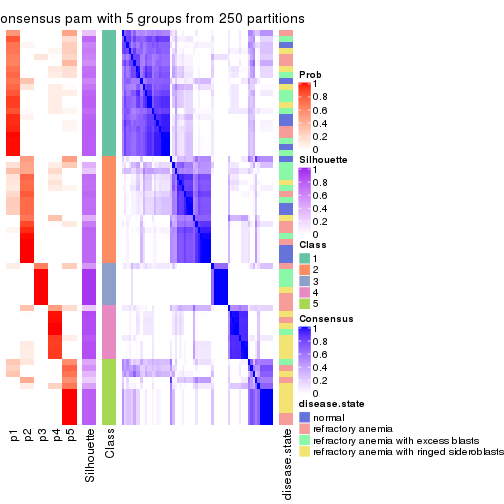 onsensus pam with 5 groups from 250 partitions
Prob
1
0.8
0.6
0.4
0.2
0
Silhouette
1
0.8
0.6
0.4
0.2
0
Class
1
2
3
4
5
Consensus
1
0.8
0.6
0.4
0.2
0
disease.state
normal
refractory anemia
refractory anemia with excess blasts
refractory anemia with ringed sideroblasts
p1
p2
p3
p4
p5
Silhouette
Class
disease.state